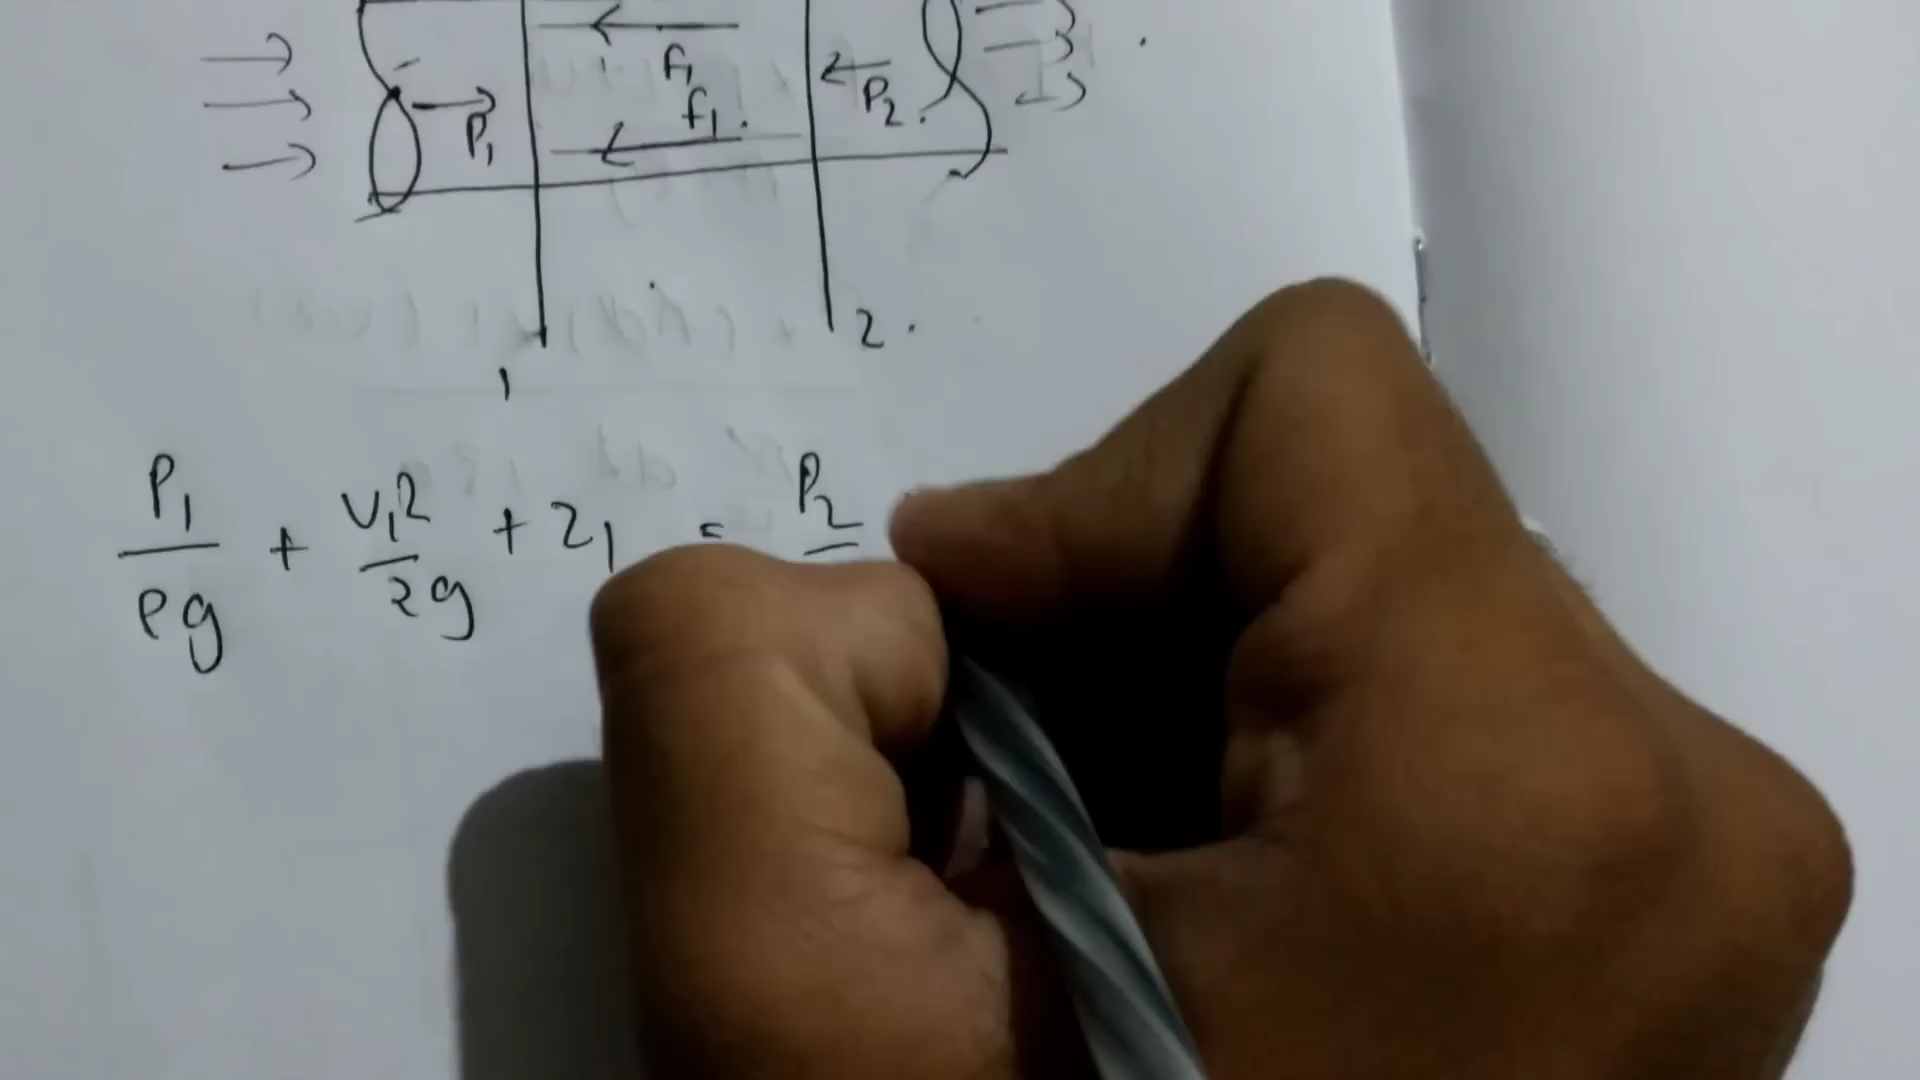 f₁
P₁ f₁. P₂.
1 2.
P₁/ρg + V₁2/2g + Z₁ = P₂